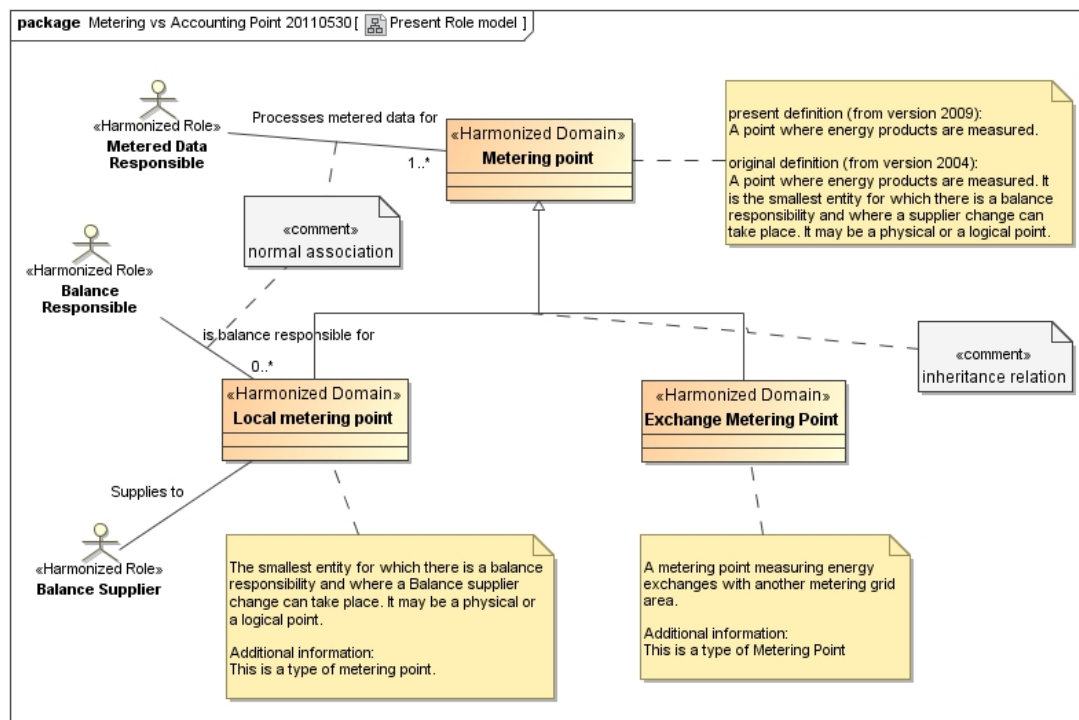 package Metering vs Accounting Point 20110530 [ Present Role model ]
«Harmonized Role»
Metered Data
Responsible
Processes metered data for
1..*
«Harmonized Domain»
Metering point
present definition (from version 2009):
A point where energy products are measured.
original definition (from version 2004):
A point where energy products are measured. It
is the smallest entity for which there is a balance
responsibility and where a supplier change can
take place. It may be a physical or a logical point.
«comment»
normal association
«Harmonized Role»
Balance
Responsible
is balance responsible for
0..*
«comment»
inheritance relation
«Harmonized Domain»
Local metering point
«Harmonized Domain»
Exchange Metering Point
Supplies to
«Harmonized Role»
Balance Supplier
The smallest entity for which there is a balance
responsibility and where a Balance supplier
change can take place. It may be a physical or
a logical point.
Additional information:
This is a type of metering point.
A metering point measuring energy
exchanges with another metering grid
area.
Additional information:
This is a type of Metering Point